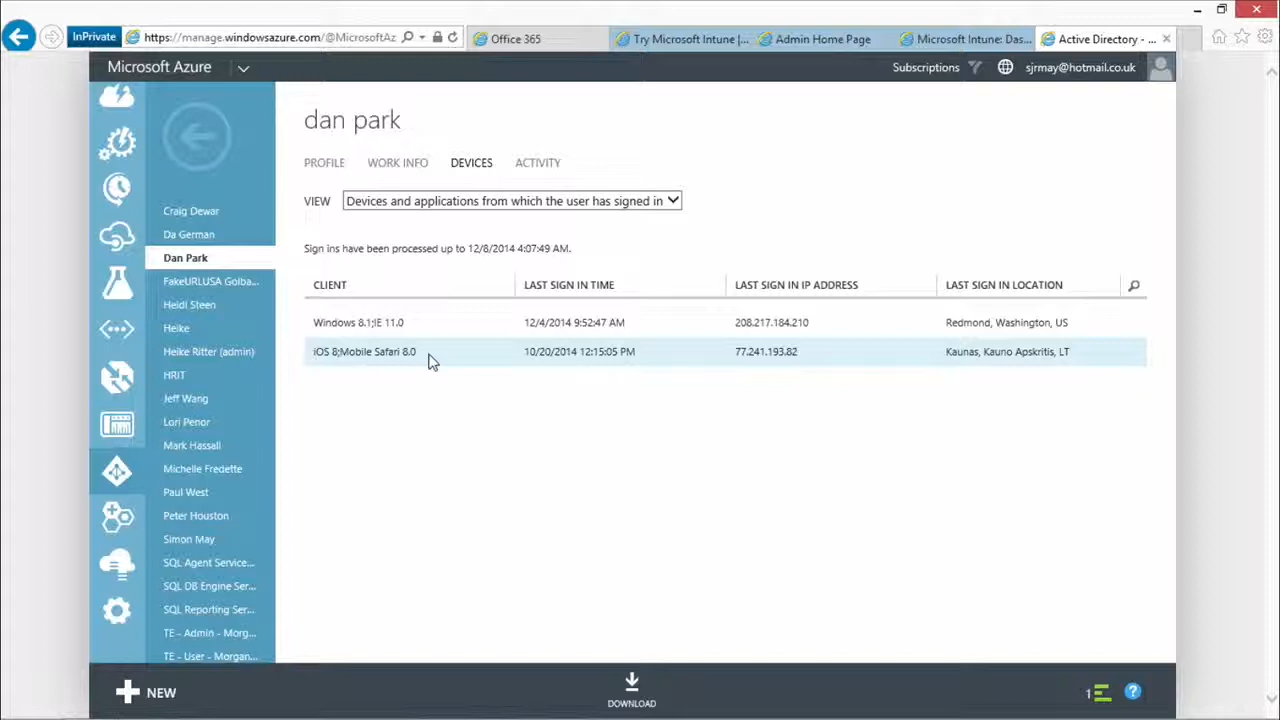 InPrivate
https://manage.windowsazure.com/@MicrosoftAz
Office 365
Try Microsoft Intune |...
Admin Home Page
Microsoft Intune: Das...
Active Directory - ...
Microsoft Azure
Subscriptions
sjrmay@hotmail.co.uk
dan park
PROFILE
WORK INFO
DEVICES
ACTIVITY
VIEW
Devices and applications from which the user has signed in
Sign ins have been processed up to 12/8/2014 4:07:49 AM.
CLIENT
LAST SIGN IN TIME
LAST SIGN IN IP ADDRESS
LAST SIGN IN LOCATION
Windows 8.1;IE 11.0
12/4/2014 9:52:47 AM
208.217.184.210
Redmond, Washington, US
iOS 8;Mobile Safari 8.0
10/20/2014 12:15:05 PM
77.241.193.82
Kaunas, Kauno Apskritis, LT
Craig Dewar
Da German
Dan Park
FakeURLUSA Golba...
Heidi Steen
Heike
Heike Ritter (admin)
HRIT
Jeff Wang
Lori Penor
Mark Hassall
Michelle Fredette
Paul West
Peter Houston
Simon May
SQL Agent Service...
SQL DB Engine Ser...
SQL Reporting Ser...
TE - Admin - Morg...
TE - User - Morgan...
NEW
DOWNLOAD
1
?